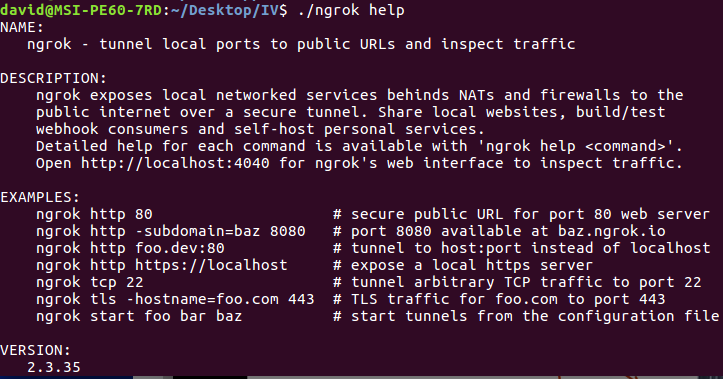 david@MSI-PE60-7RD:~/Desktop/IV$ ./ngrok help
NAME:
ngrok - tunnel local ports to public URLs and inspect traffic
DESCRIPTION:
ngrok exposes local networked services behinds NATs and firewalls to the
public internet over a secure tunnel. Share local websites, build/test
webhook consumers and self-host personal services.
Detailed help for each command is available with 'ngrok help <command>'.
Open http://localhost:4040 for ngrok's web interface to inspect traffic.
EXAMPLES:
ngrok http 80 # secure public URL for port 80 web server
ngrok http -subdomain=baz 8080 # port 8080 available at baz.ngrok.io
ngrok http foo.dev:80 # tunnel to host:port instead of localhost
ngrok http https://localhost # expose a local https server
ngrok tcp 22 # tunnel arbitrary TCP traffic to port 22
ngrok tls -hostname=foo.com 443 # TLS traffic for foo.com to port 443
ngrok start foo bar baz # start tunnels from the configuration file
VERSION:
2.3.35